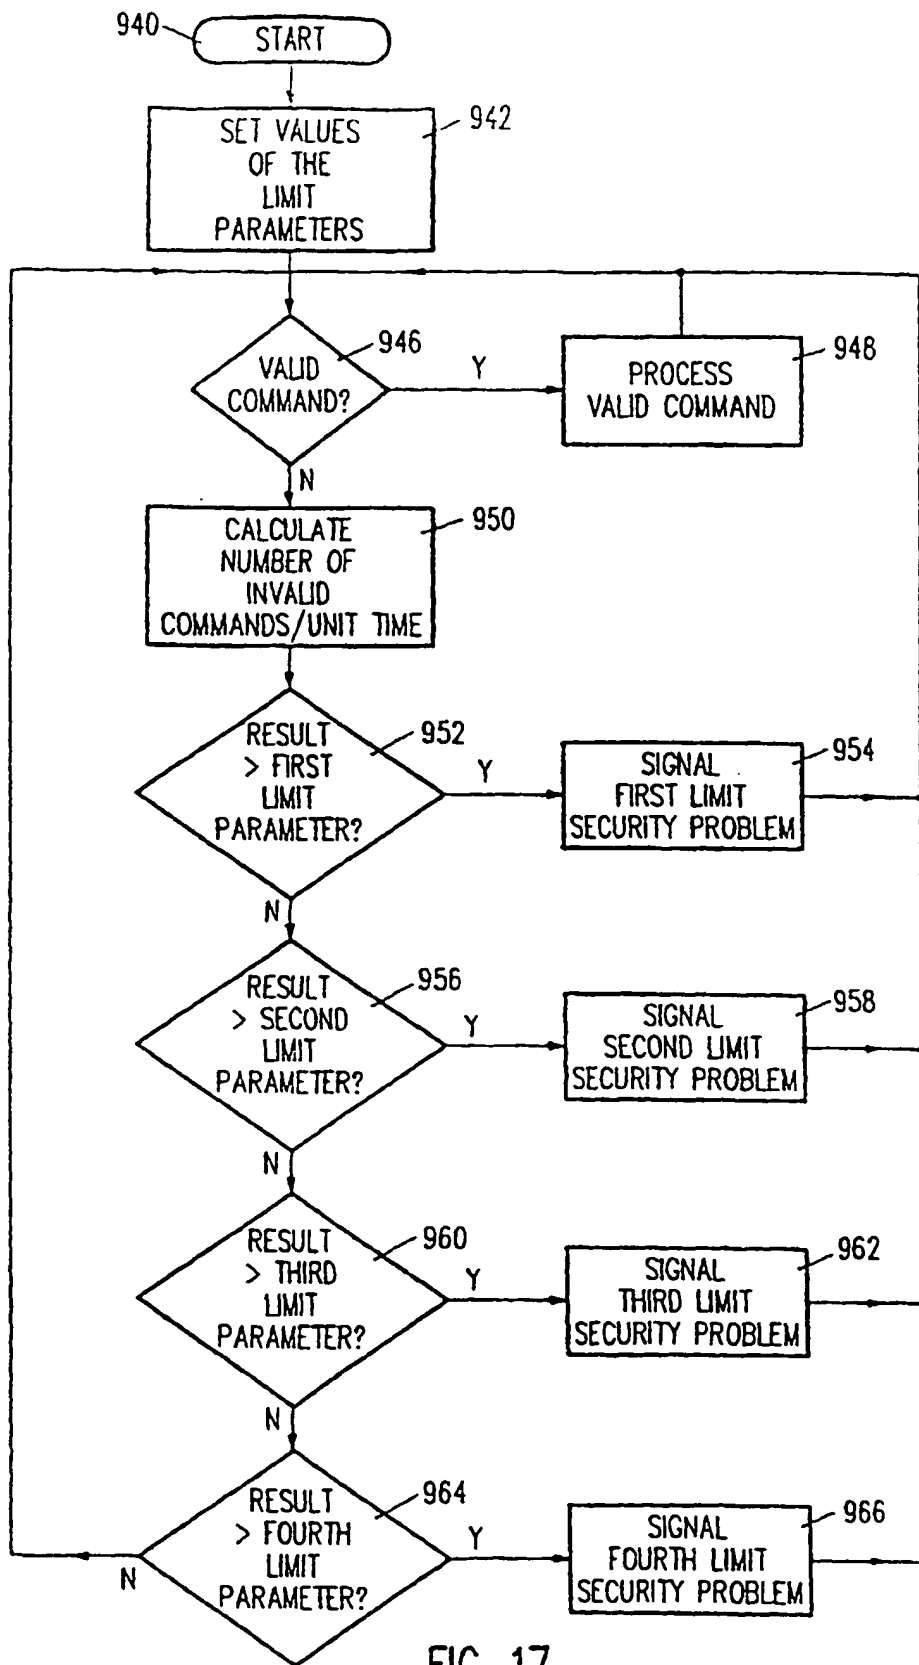 940
START
942
SET VALUES
OF THE
LIMIT
PARAMETERS
946
VALID
COMMAND?
Y
948
PROCESS
VALID COMMAND
N
950
CALCULATE
NUMBER OF
INVALID
COMMANDS/UNIT TIME
952
RESULT
> FIRST
LIMIT
PARAMETER?
Y
954
SIGNAL
FIRST LIMIT
SECURITY PROBLEM
N
956
RESULT
> SECOND
LIMIT
PARAMETER?
Y
958
SIGNAL
SECOND LIMIT
SECURITY PROBLEM
N
960
RESULT
> THIRD
LIMIT
PARAMETER?
Y
962
SIGNAL
THIRD LIMIT
SECURITY PROBLEM
N
964
RESULT
> FOURTH
LIMIT
PARAMETER?
Y
966
SIGNAL
FOURTH LIMIT
SECURITY PROBLEM
N
FIG. 17